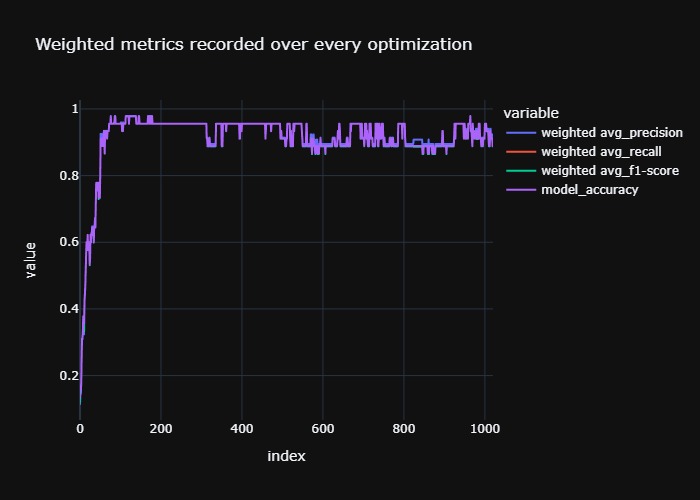 Weighted metrics recorded over every optimization
variable
weighted avg_precision
weighted avg_recall
weighted avg_f1-score
model_accuracy
value
1
0.8
0.6
0.4
0.2
0 200 400 600 800 1000
index